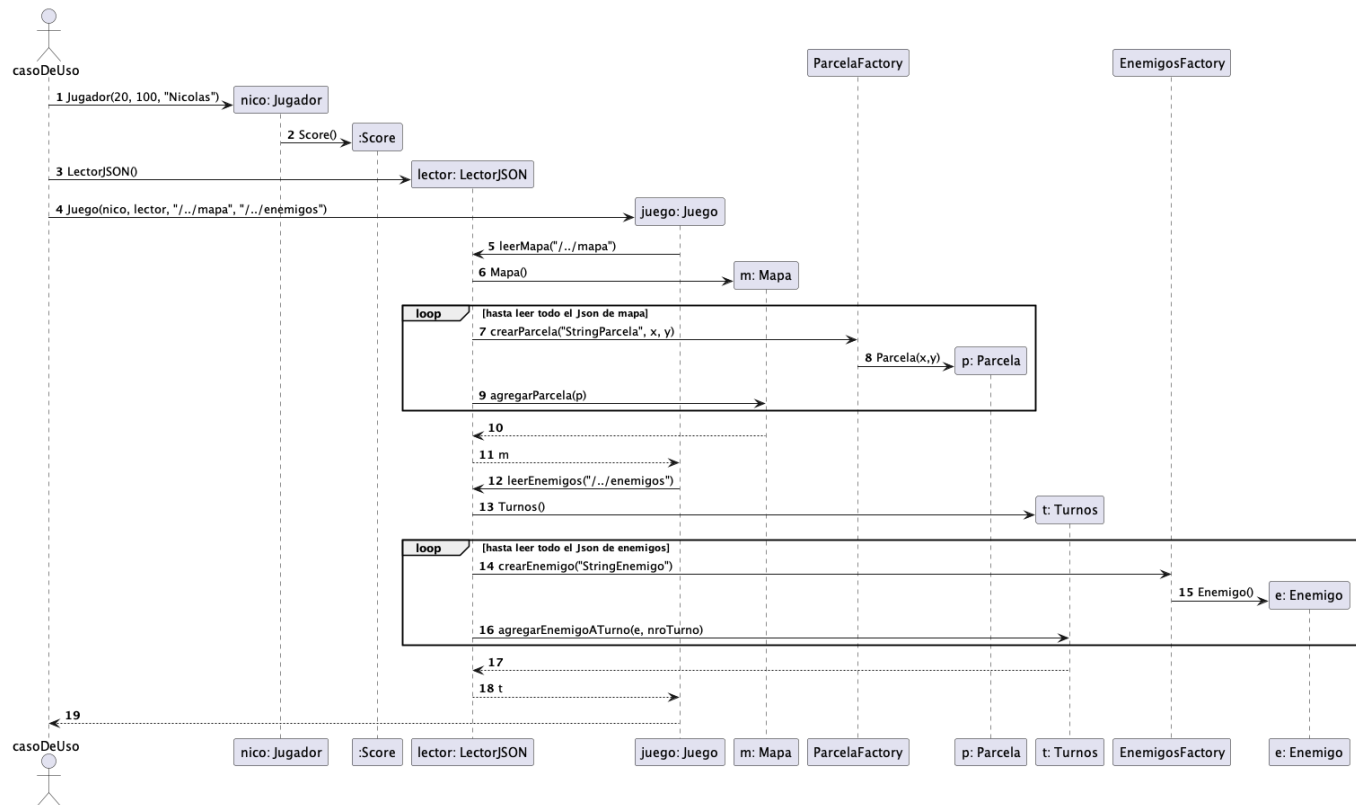 casoDeUso
ParcelaFactory
EnemigosFactory
1 Jugador(20, 100, "Nicolas")
nico: Jugador
2 Score()
:Score
3 LectorJSON()
lector: LectorJSON
4 Juego(nico, lector, "/../mapa", "/../enemigos")
juego: Juego
5 leerMapa("/../mapa")
6 Mapa()
m: Mapa
loop
[hasta leer todo el Json de mapa]
7 crearParcela("StringParcela", x, y)
8 Parcela(x,y)
p: Parcela
9 agregarParcela(p)
10
11 m
12 leerEnemigos("/../enemigos")
13 Turnos()
t: Turnos
loop
[hasta leer todo el Json de enemigos]
14 crearEnemigo("StringEnemigo")
15 Enemigo()
e: Enemigo
16 agregarEnemigoATurno(e, nroTurno)
17
18 t
19
casoDeUso
nico: Jugador
:Score
lector: LectorJSON
juego: Juego
m: Mapa
ParcelaFactory
p: Parcela
t: Turnos
EnemigosFactory
e: Enemigo